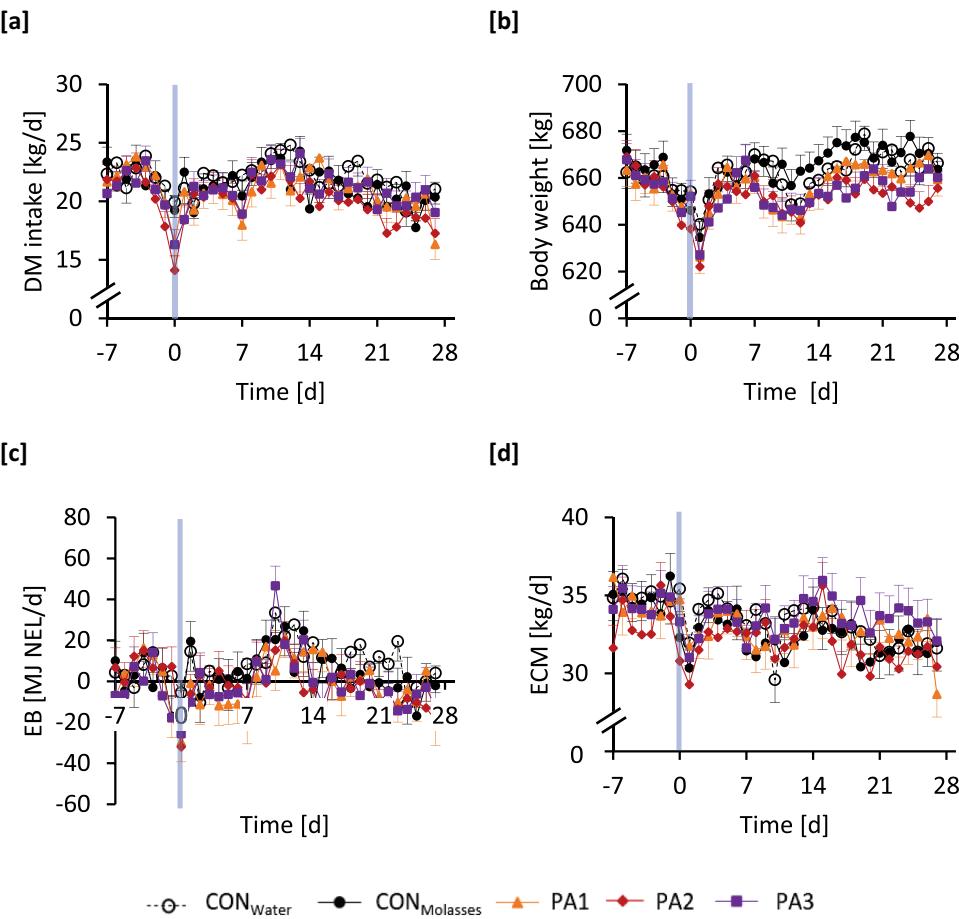 [a]
DM intake [kg/d]
30
25
20
15
0
-7 0 7 14 21 28
Time [d]
[b]
Body weight [kg]
700
680
660
640
620
0
-7 0 7 14 21 28
Time [d]
[c]
EB [MJ NEL/d]
80
60
40
20
0
-20
-40
-60
-7 0 7 14 21 28
Time [d]
[d]
ECM [kg/d]
40
35
30
0
-7 0 7 14 21 28
Time [d]
CONWater CONMolasses PA1 PA2 PA3